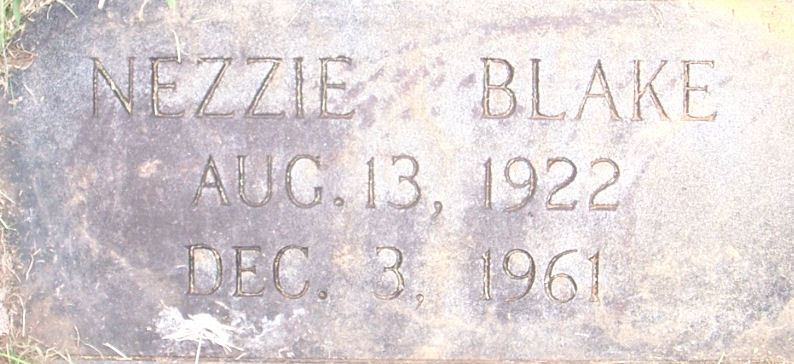 NEZZIE BLAKE
AUG. 13, 1922
DEC. 3, 1961